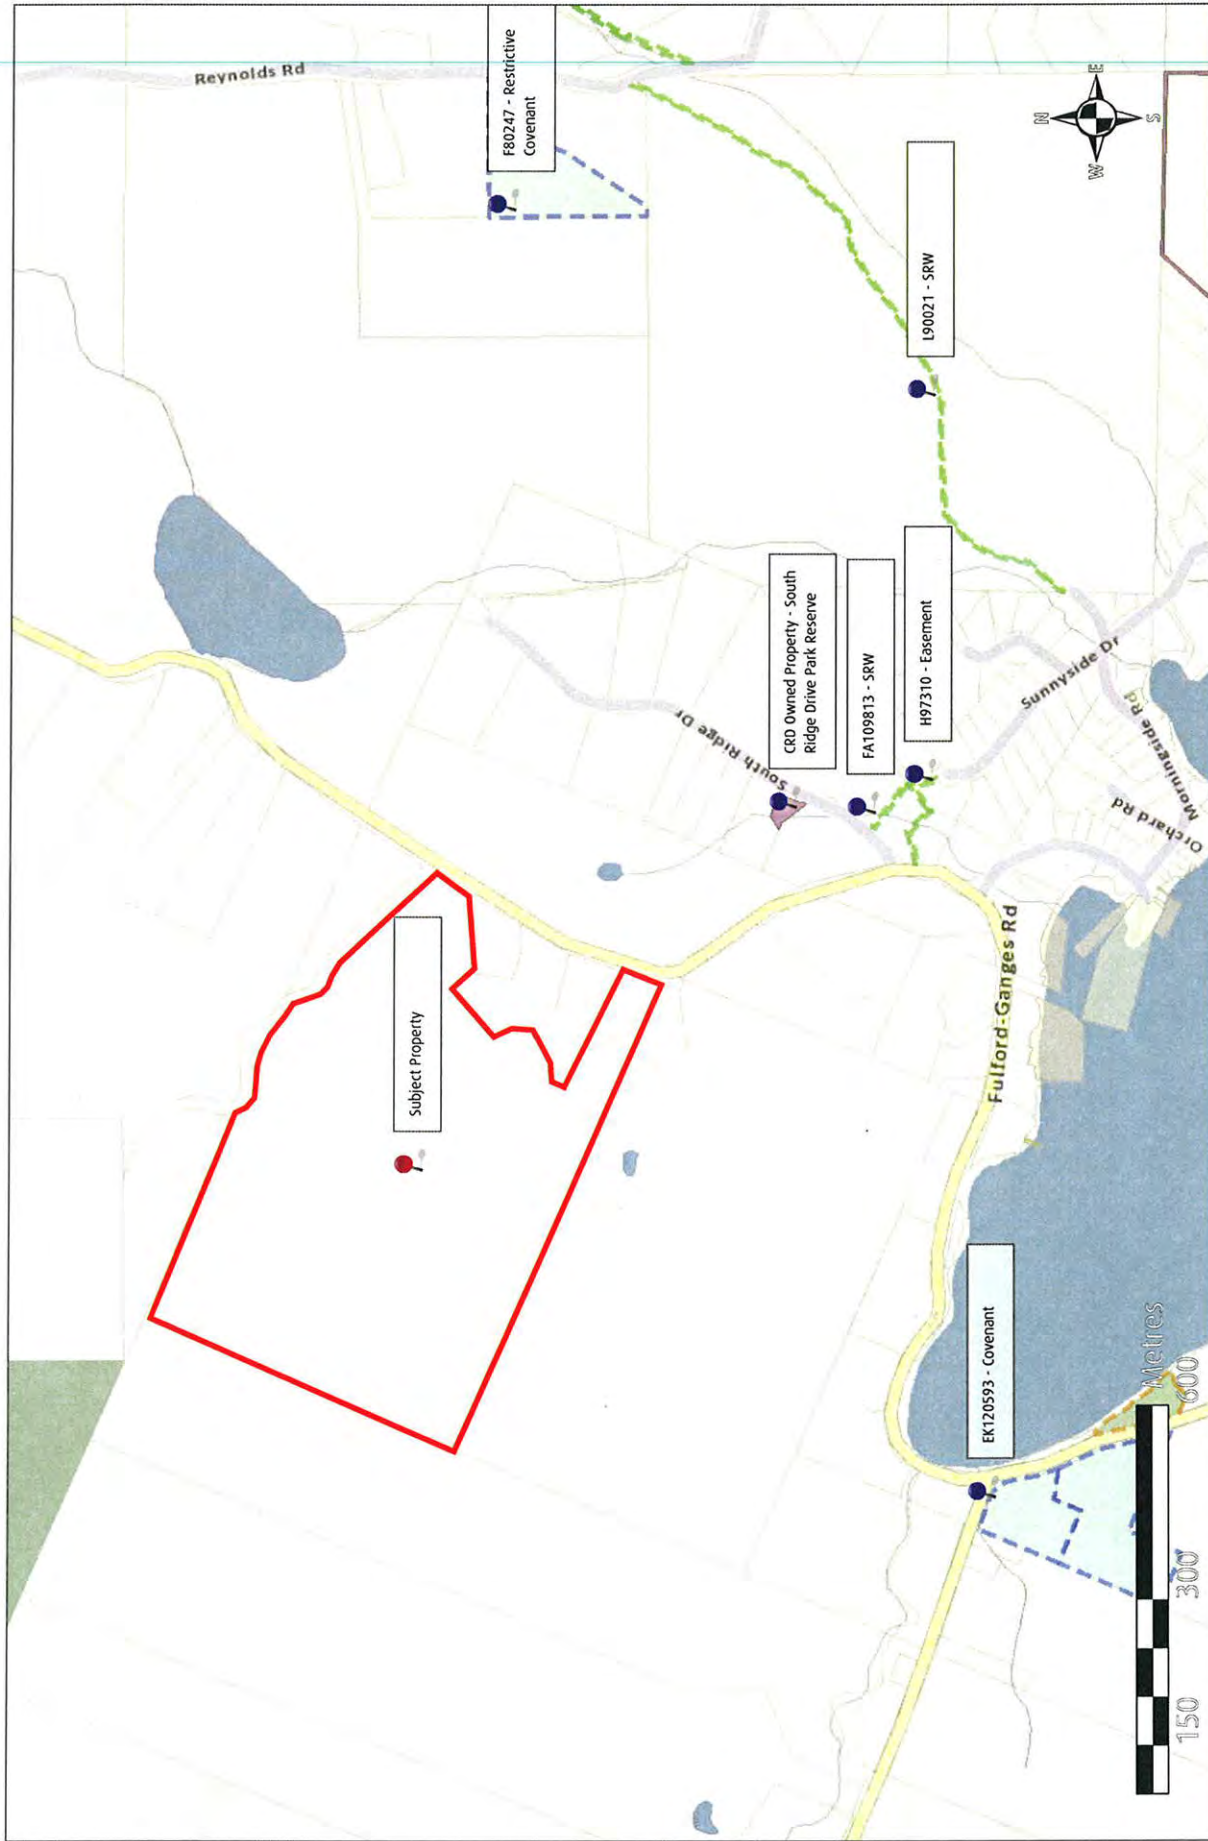 Reynolds Rd
F80247 - Restrictive
Covenant
N
E
S
W
L90021 - SRW
Subject Property
South Ridge Dr
CRD Owned Property - South
Ridge Drive Park Reserve
FA109813 - SRW
H97310 - Easement
Sunnyside Dr
Morningside Rd
Orchard Rd
Fulford-Ganges Rd
EK120593 - Covenant
Metres
150
300
600